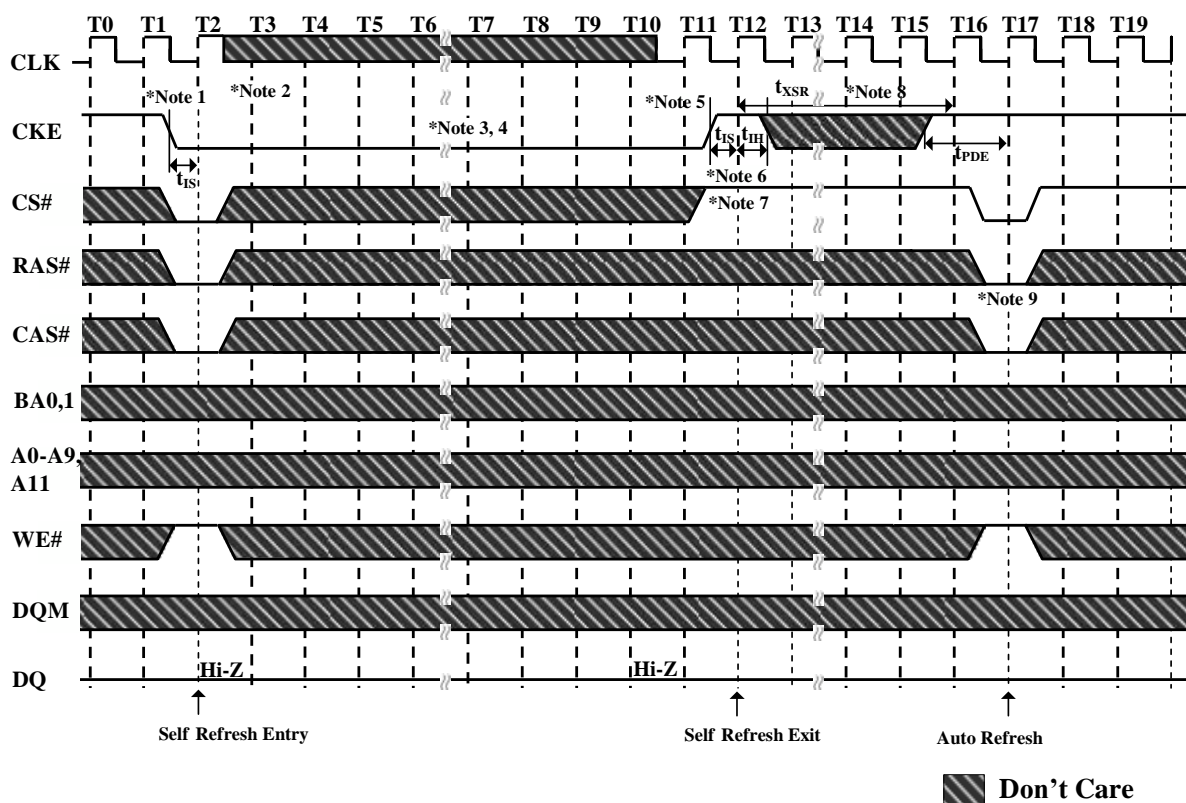 T0 T1 T2 T3 T4 T5 T6 T7 T8 T9 T10 T11 T12 T13 T14 T15 T16 T17 T18 T19
CLK
*Note 1 *Note 2 *Note 5 tXSR *Note 8
CKE *Note 3, 4 tIS tIH tPDE
tIS *Note 6
CS# *Note 7
RAS#
*Note 9
CAS#
BA0,1
A0-A9,
A11
WE#
DQM
Hi-Z Hi-Z
DQ
Self Refresh Entry Self Refresh Exit Auto Refresh
Don't Care